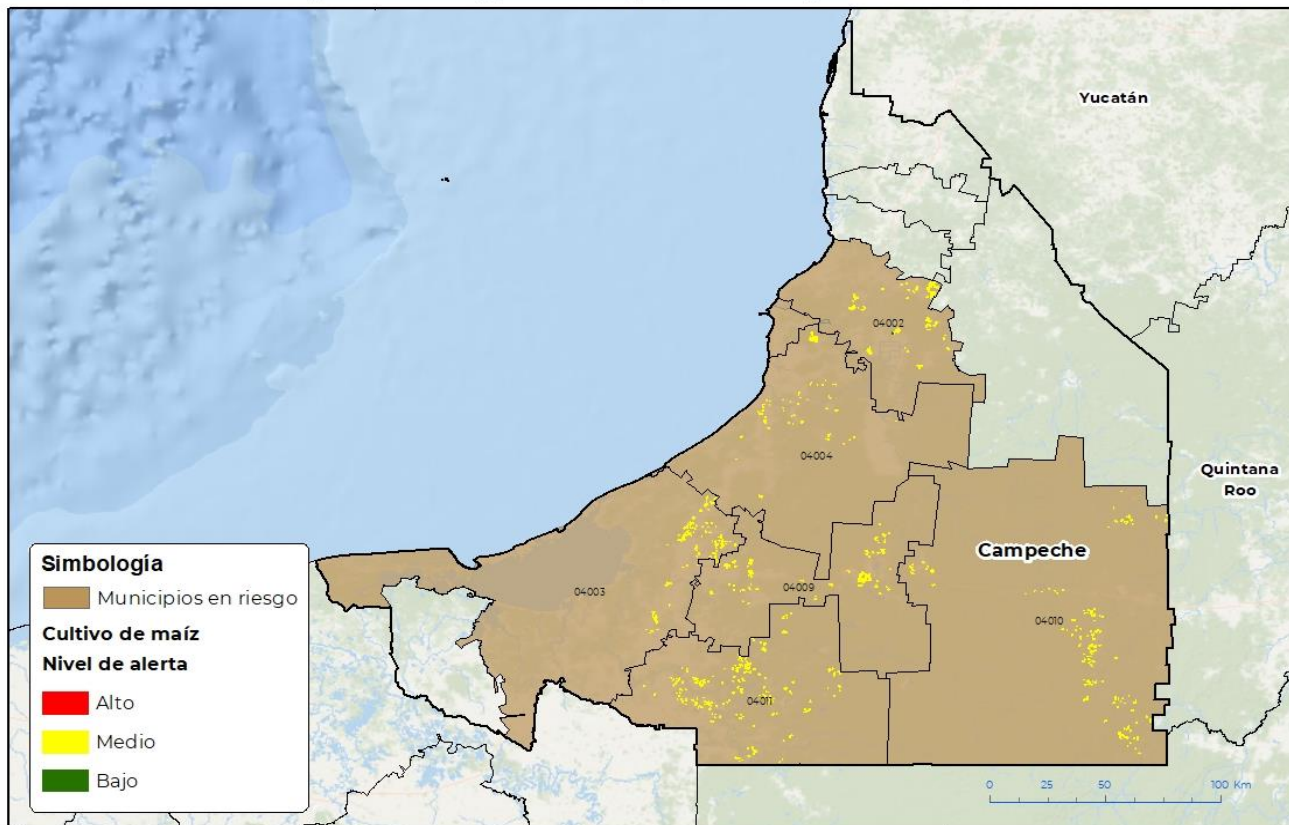 Yucatán
04002
04004
Quintana
Roo
Campeche
04003
04009
04010
04011
Simbología
Municipios en riesgo
Cultivo de maíz
Nivel de alerta
Alto
Medio
Bajo
0 25 50 100 Km